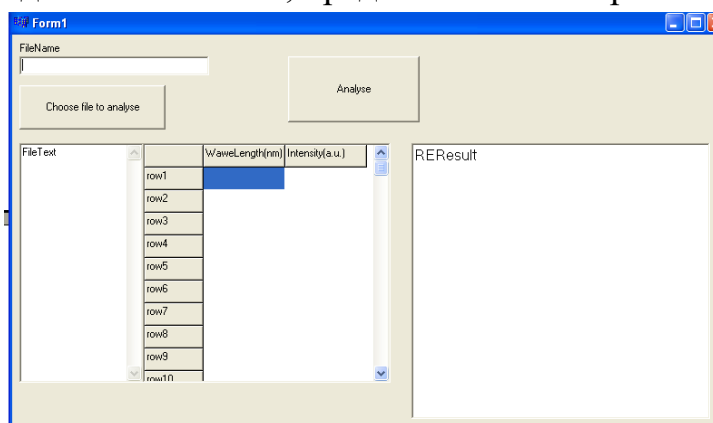 Form1
FileName
Choose file to analyse
Analyse
FileText
WaweLength(nm) Intensity(a.u.)
row1
row2
row3
row4
row5
row6
row7
row8
row9
row10
REResult